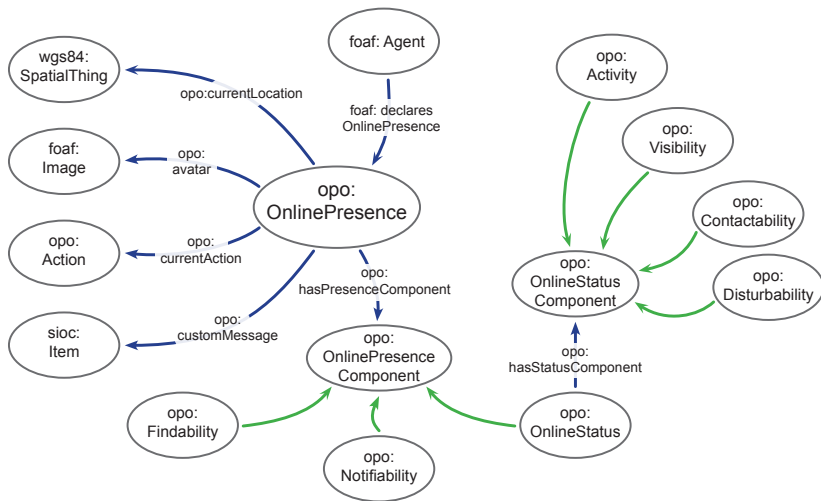 wgs84:
SpatialThing
foaf: Agent
opo:
Activity
opo:currentLocation
foaf: declares
OnlinePresence
opo:
Visibility
foaf:
Image
opo:
avatar
opo:
OnlinePresence
opo:
Contactability
opo:
Action
opo:
currentAction
opo:
hasPresenceComponent
opo:
OnlineStatus
Component
opo:
Disturbability
sioc:
Item
opo:
customMessage
opo:
OnlinePresence
Component
opo:
hasStatusComponent
opo:
Findability
opo:
Notifiability
opo:
OnlineStatus